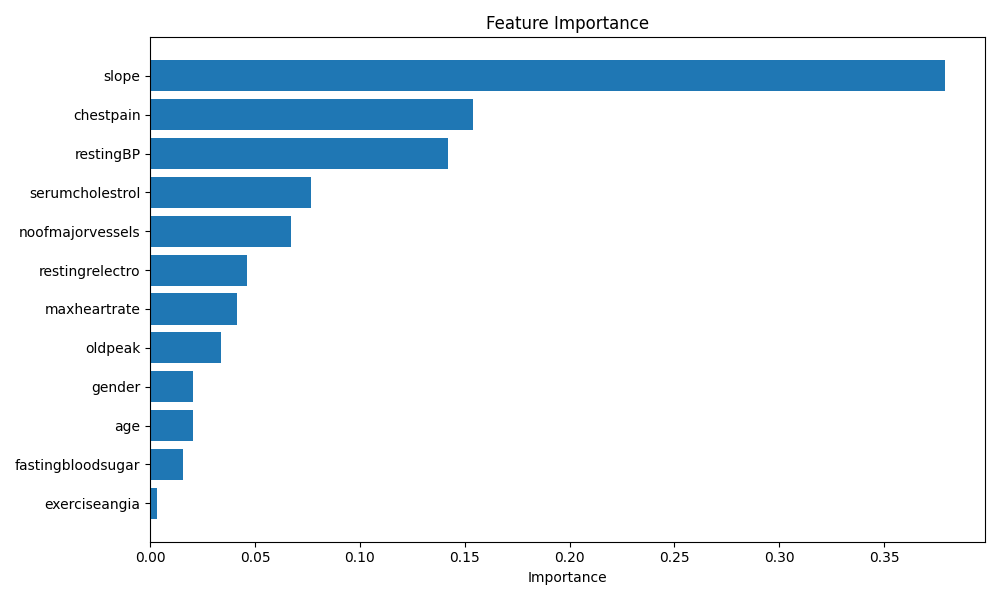 Feature Importance
slope
chestpain
restingBP
serumcholestrol
noofmajorvessels
restingrelectro
maxheartrate
oldpeak
gender
age
fastingbloodsugar
exerciseangia
0.00 0.05 0.10 0.15 0.20 0.25 0.30 0.35
Importance